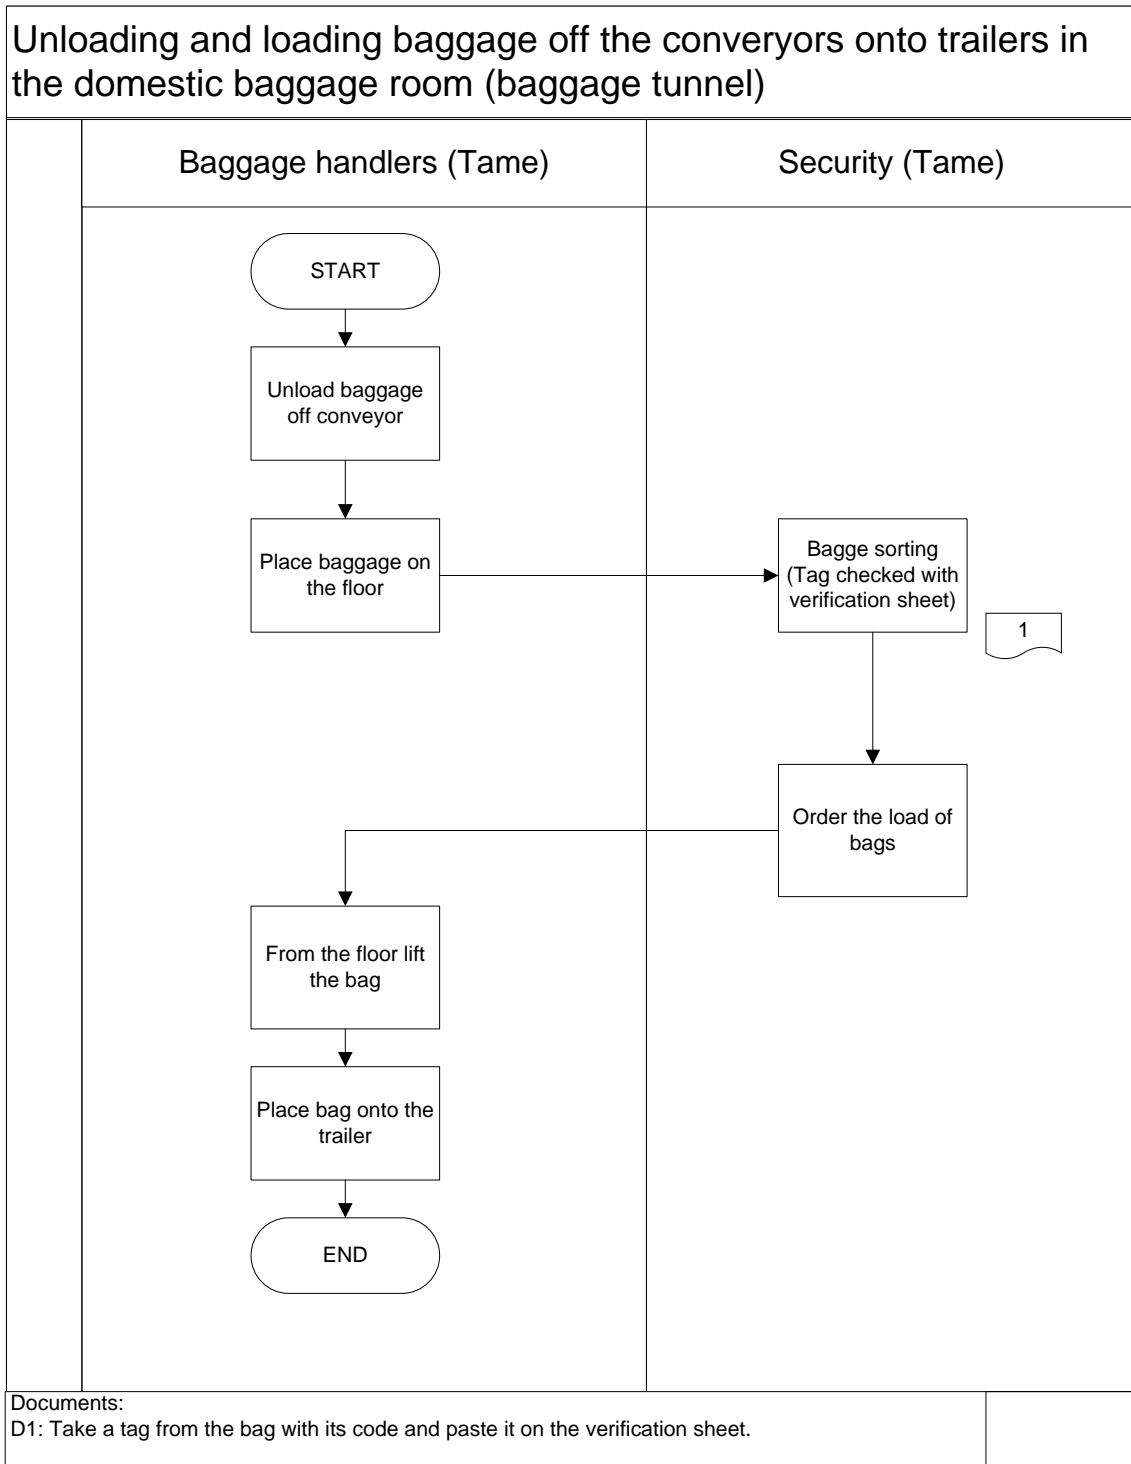 Unloading and loading baggage off the converyors onto trailers in
the domestic baggage room (baggage tunnel)
Baggage handlers (Tame)
Security (Tame)
START
Unload baggage
off conveyor
Place baggage on
the floor
Bagge sorting
(Tag checked with
verification sheet)
1
Order the load of
bags
From the floor lift
the bag
Place bag onto the
trailer
END
Documents:
D1: Take a tag from the bag with its code and paste it on the verification sheet.